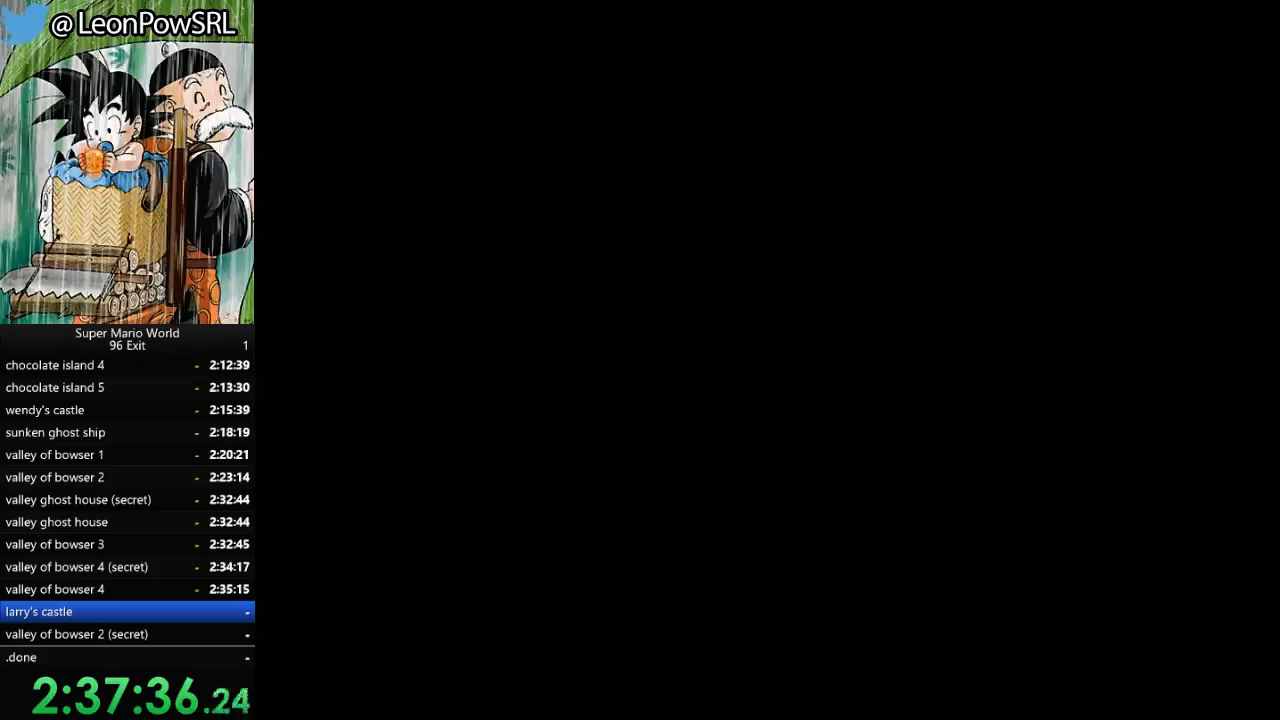 @LeonPowSRL
Super Mario World
96 Exit 1
chocolate island 4 - 2:12:39
chocolate island 5 - 2:13:30
wendy's castle - 2:15:39
sunken ghost ship - 2:18:19
valley of bowser 1 - 2:20:21
valley of bowser 2 - 2:23:14
valley ghost house (secret) - 2:32:44
valley ghost house - 2:32:44
valley of bowser 3 - 2:32:45
valley of bowser 4 (secret) - 2:34:17
valley of bowser 4 - 2:35:15
larry's castle -
valley of bowser 2 (secret) -
.done -
2:37:36.24